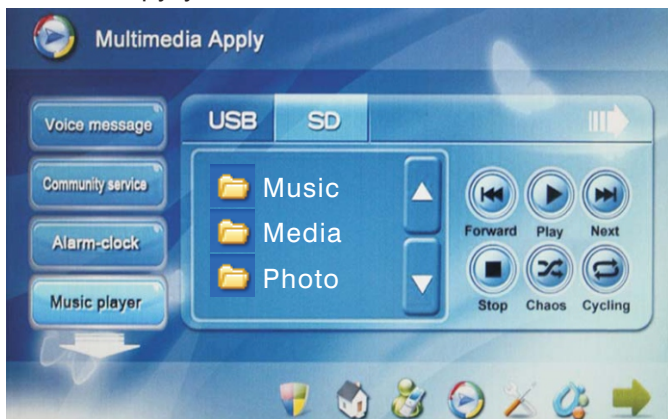 Multimedia Apply
Voice message
Community service
Alarm-clock
Music player
USB SD
Music
Media
Photo
Forward Play Next
Stop Chaos Cycling